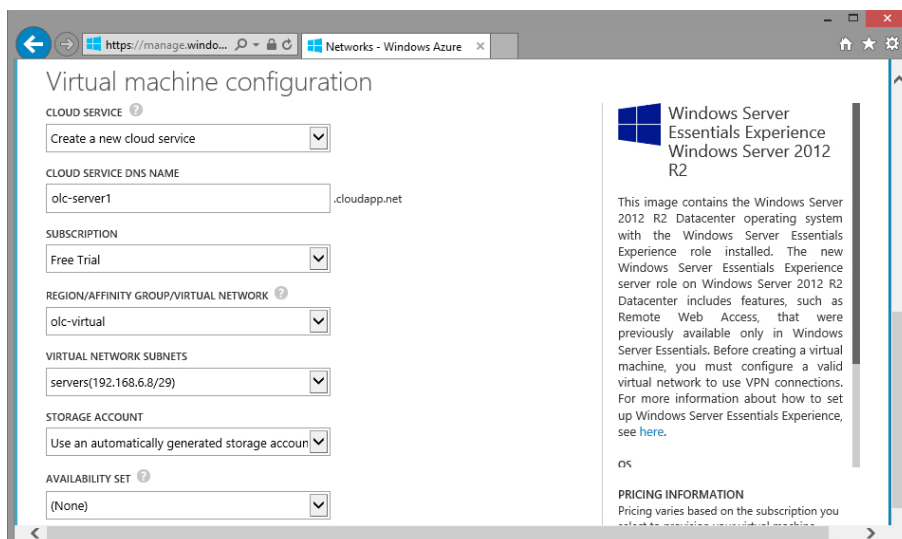 https://manage.windo...
Networks - Windows Azure
Virtual machine configuration
CLOUD SERVICE ?
Create a new cloud service
CLOUD SERVICE DNS NAME
olc-server1
.cloudapp.net
SUBSCRIPTION
Free Trial
REGION/AFFINITY GROUP/VIRTUAL NETWORK ?
olc-virtual
VIRTUAL NETWORK SUBNETS
servers(192.168.6.8/29)
STORAGE ACCOUNT
Use an automatically generated storage accoun
AVAILABILITY SET ?
(None)
Windows Server
Essentials Experience
Windows Server 2012
R2
This image contains the Windows Server
2012 R2 Datacenter operating system
with the Windows Server Essentials
Experience role installed. The new
Windows Server Essentials Experience
server role on Windows Server 2012 R2
Datacenter includes features, such as
Remote Web Access, that were
previously available only in Windows
Server Essentials. Before creating a virtual
machine, you must configure a valid
virtual network to use VPN connections.
For more information about how to set
up Windows Server Essentials Experience,
see here.
OS
PRICING INFORMATION
Pricing varies based on the subscription you
select to provision your virtual machine.